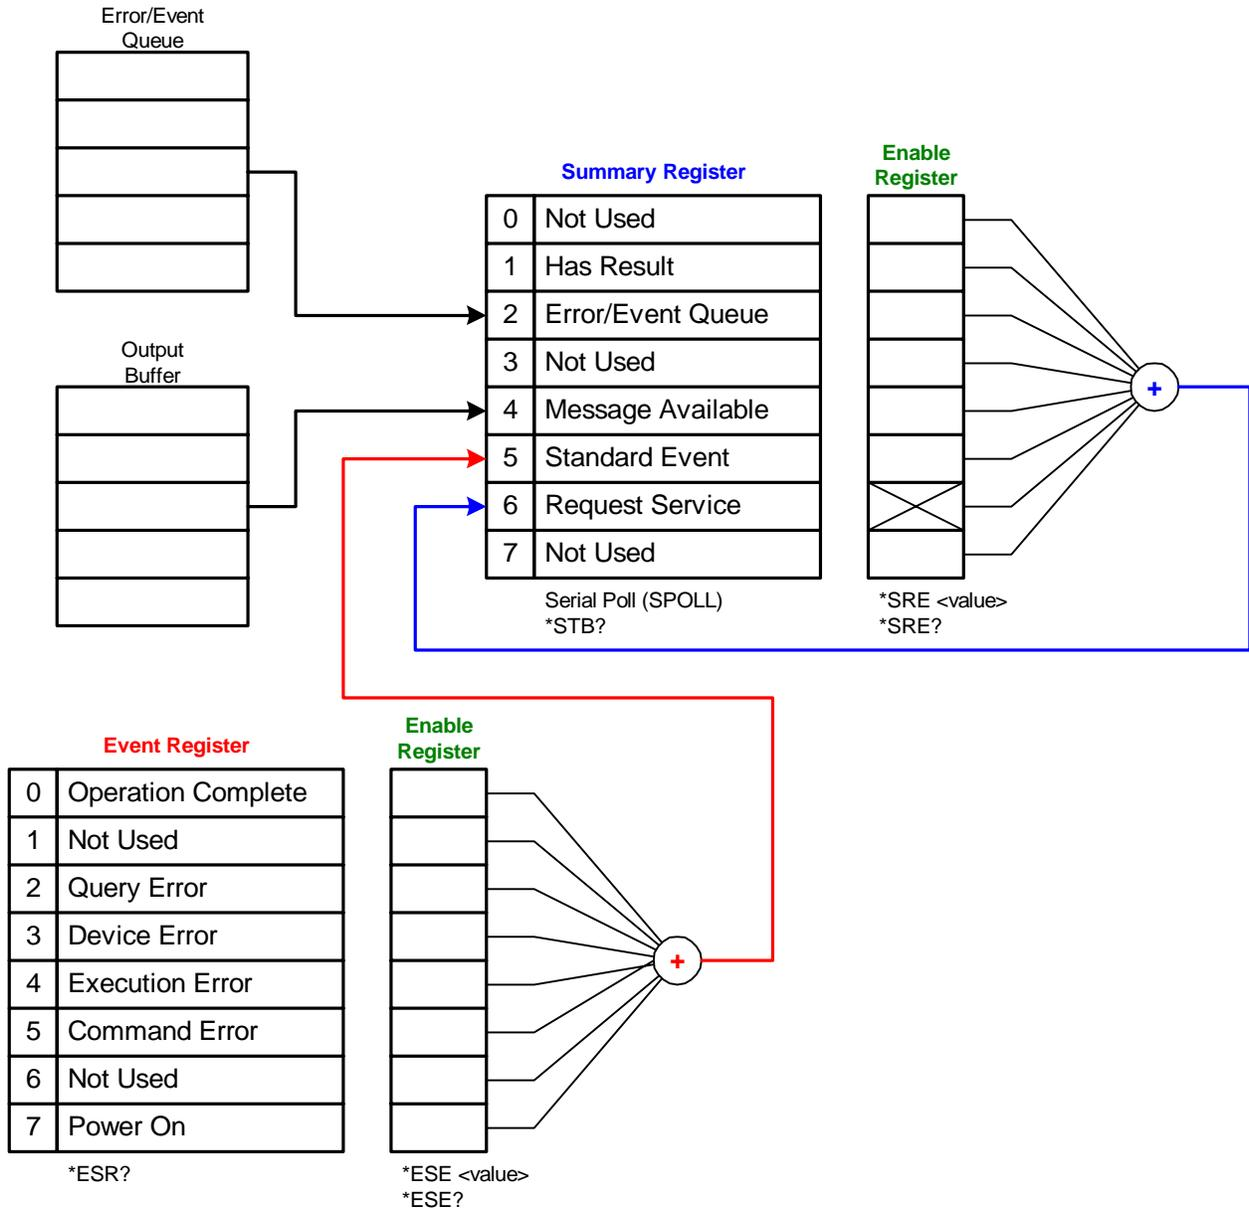 Error/Event
Queue
Summary Register
Enable
Register
0 Not Used
1 Has Result
2 Error/Event Queue
3 Not Used
4 Message Available
5 Standard Event
6 Request Service
7 Not Used
+
Serial Poll (SPOLL)
*STB?
*SRE <value>
*SRE?
Output
Buffer
Event Register
Enable
Register
0 Operation Complete
1 Not Used
2 Query Error
3 Device Error
4 Execution Error
5 Command Error
6 Not Used
7 Power On
+
*ESR?
*ESE <value>
*ESE?